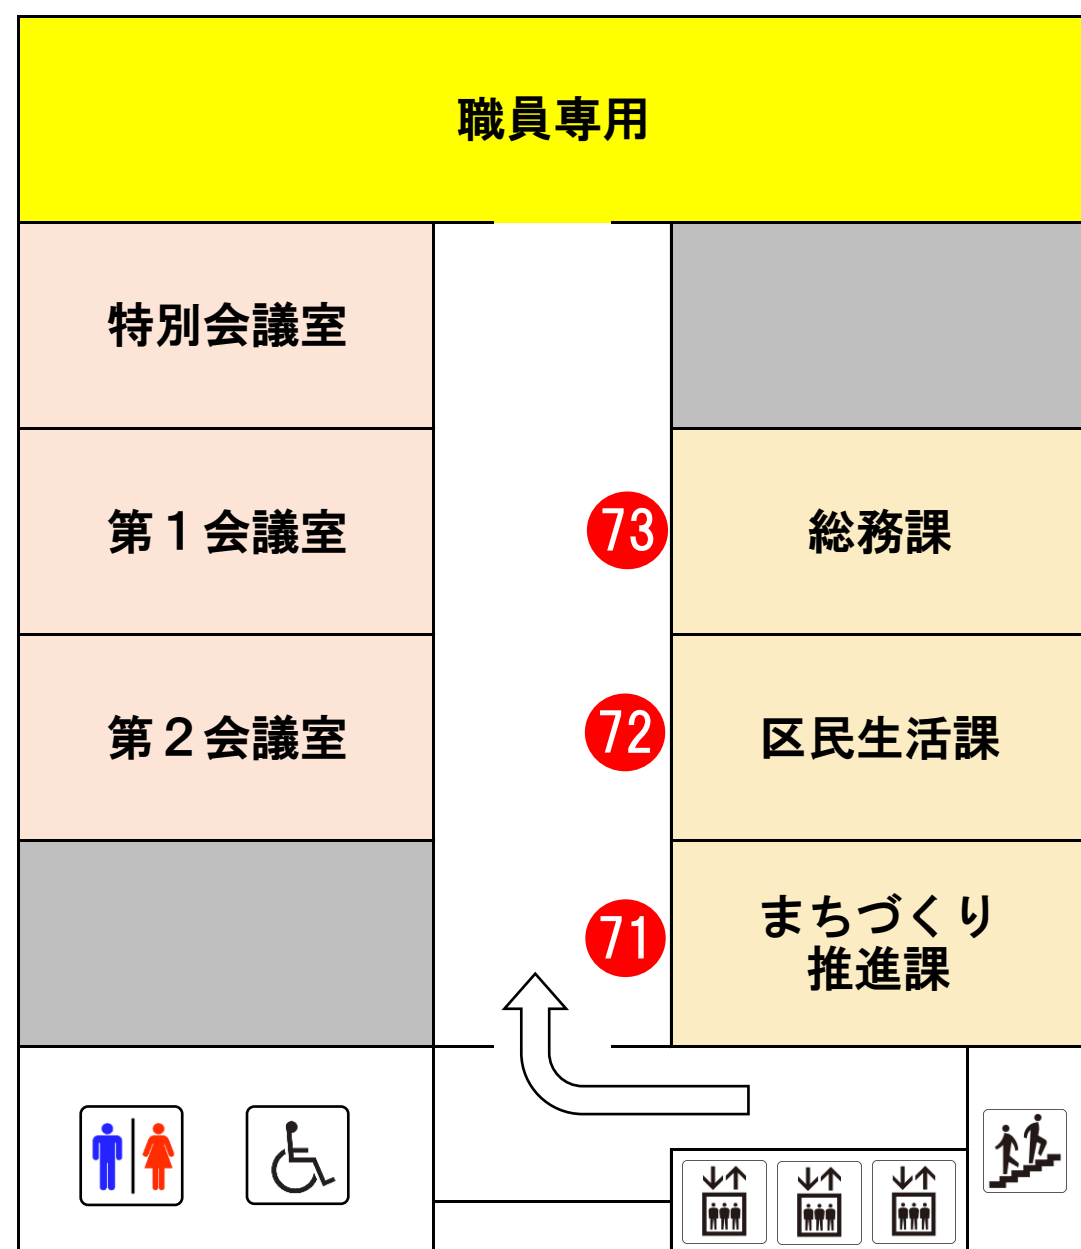 職員専用
特別会議室
第１会議室
73
総務課
第２会議室
72
区民生活課
71
まちづくり
推進課